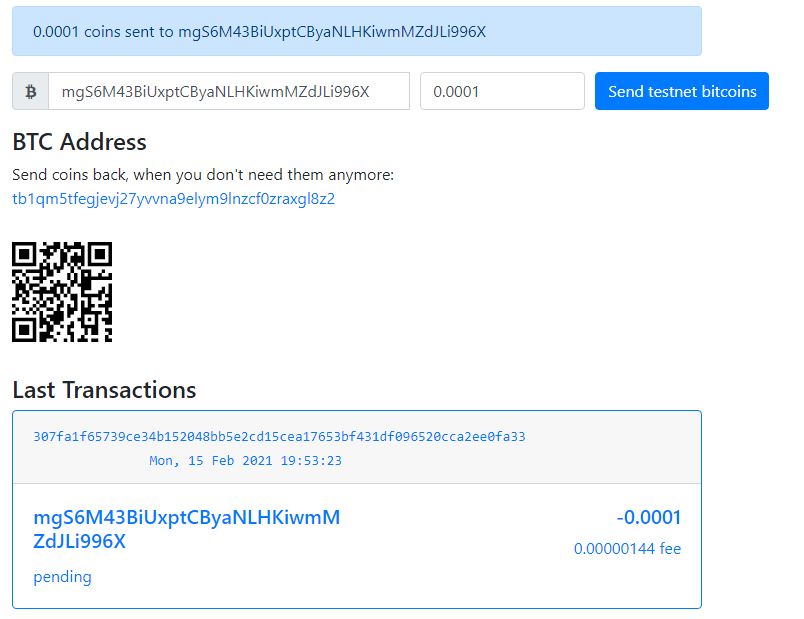 0.0001 coins sent to mgS6M43BiUxptCByaNLHKiwmMZdJLi996X
₿ mgS6M43BiUxptCByaNLHKiwmMZdJLi996X 0.0001 Send testnet bitcoins
BTC Address
Send coins back, when you don't need them anymore:
tb1qm5tfegjevj27yvvna9elym9lnzcf0zraxgl8z2
Last Transactions
307fa1f65739ce34b152048bb5e2cd15cea17653bf431df096520cca2ee0fa33
Mon, 15 Feb 2021 19:53:23
mgS6M43BiUxptCByaNLHKiwmM -0.0001
ZdJLi996X 0.00000144 fee
pending